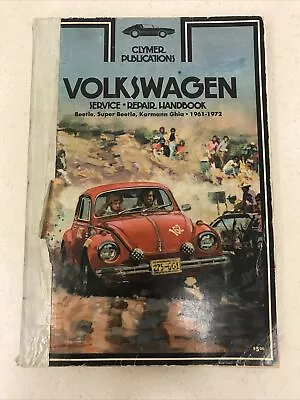 CLYMER
PUBLICATIONS
VOLKSWAGEN
SERVICE • REPAIR HANDBOOK
Beetle, Super Beetle, Karmann Ghia • 1961-1972